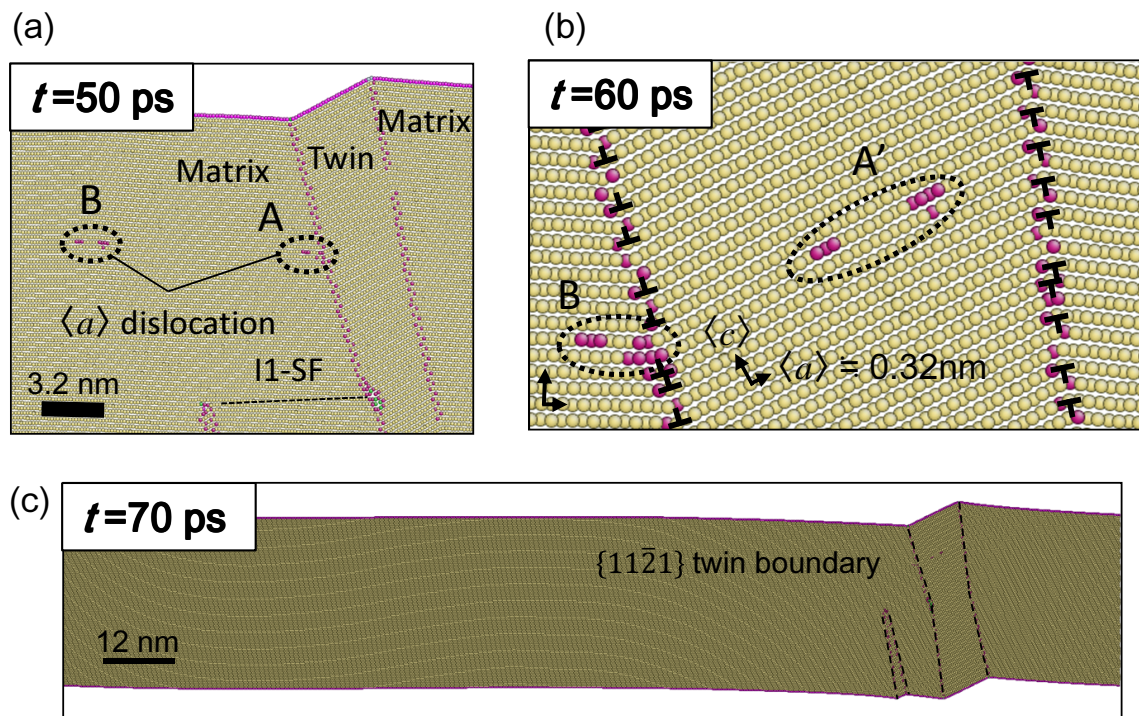 (a)
t=50 ps
Matrix
Matrix
Twin
B
A
⟨a⟩ dislocation
I1-SF
3.2 nm
(b)
t=60 ps
A′
B
⟨c⟩
⟨a⟩ = 0.32nm
(c)
t=70 ps
{112̅1} twin boundary
12 nm